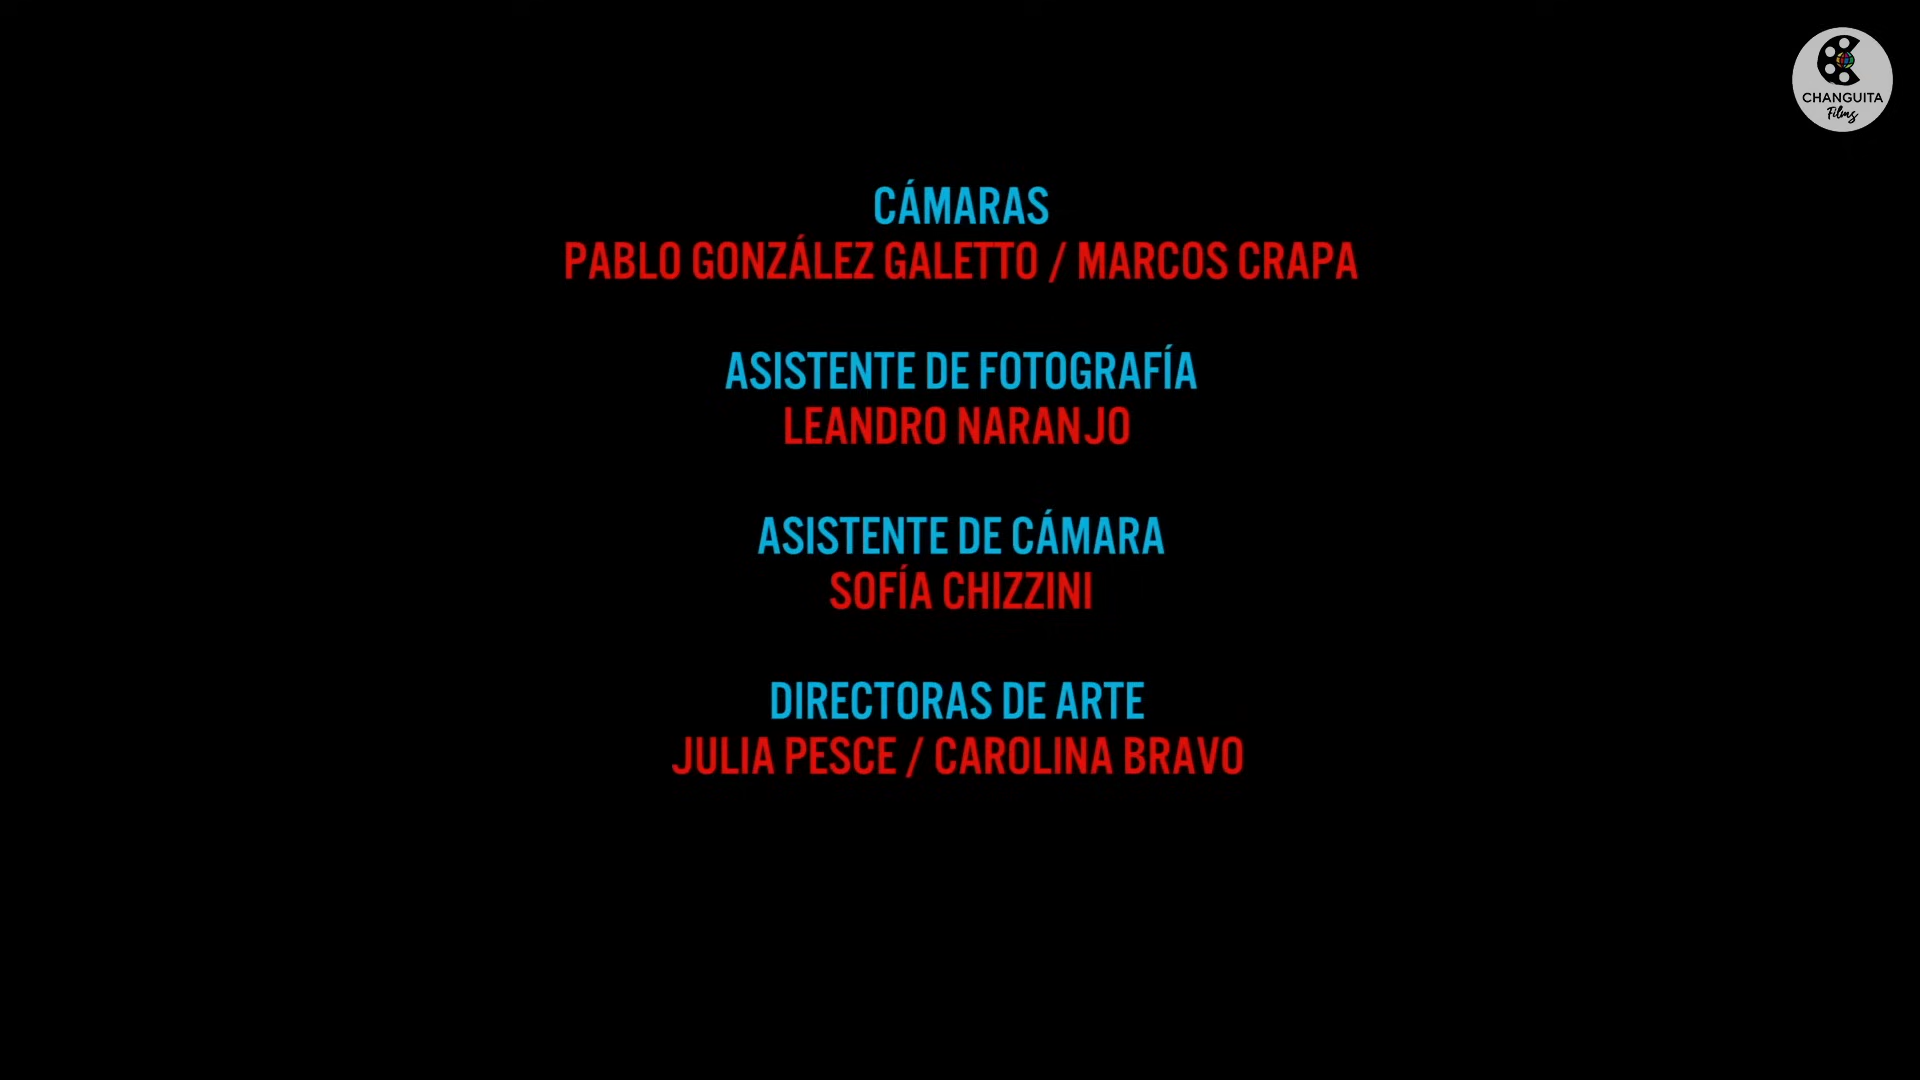 CHANGUITA
Films
CÁMARAS
PABLO GONZÁLEZ GALETTO / MARCOS CRAPA
ASISTENTE DE FOTOGRAFÍA
LEANDRO NARANJO
ASISTENTE DE CÁMARA
SOFÍA CHIZZINI
DIRECTORAS DE ARTE
JULIA PESCE / CAROLINA BRAVO